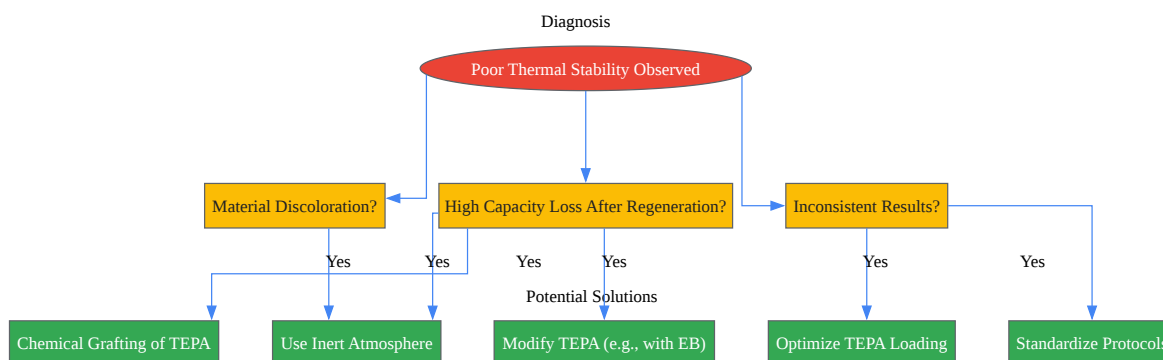 Diagnosis
Poor Thermal Stability Observed
Material Discoloration?
High Capacity Loss After Regeneration?
Inconsistent Results?
Yes
Yes
Yes
Yes
Yes
Yes
Potential Solutions
Chemical Grafting of TEPA
Use Inert Atmosphere
Modify TEPA (e.g., with EB)
Optimize TEPA Loading
Standardize Protocols